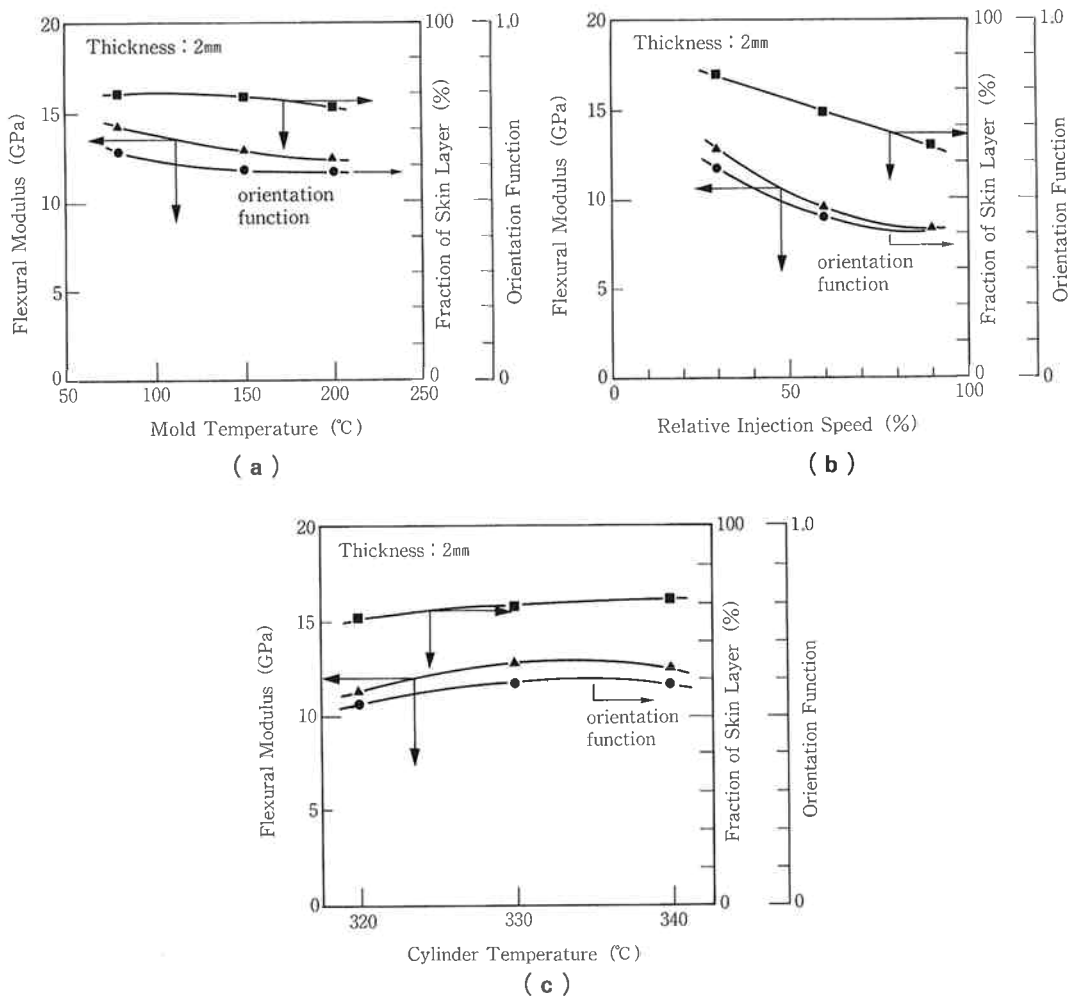 Thickness : 2mm
Flexural Modulus (GPa)
20
15
10
5
0
50
100
150
200
250
Mold Temperature (℃)
100
0
Fraction of Skin Layer (%)
1.0
0
Orientation Function
orientation
function
(a)
Thickness : 2mm
Flexural Modulus (GPa)
20
15
10
5
0
0
50
100
Relative Injection Speed (%)
100
0
Fraction of Skin Layer (%)
1.0
0
Orientation Function
orientation
function
(b)
Thickness : 2mm
Flexural Modulus (GPa)
20
15
10
5
0
320
330
340
Cylinder Temperature (℃)
100
0
Fraction of Skin Layer (%)
1.0
0
Orientation Function
orientation
function
(c)